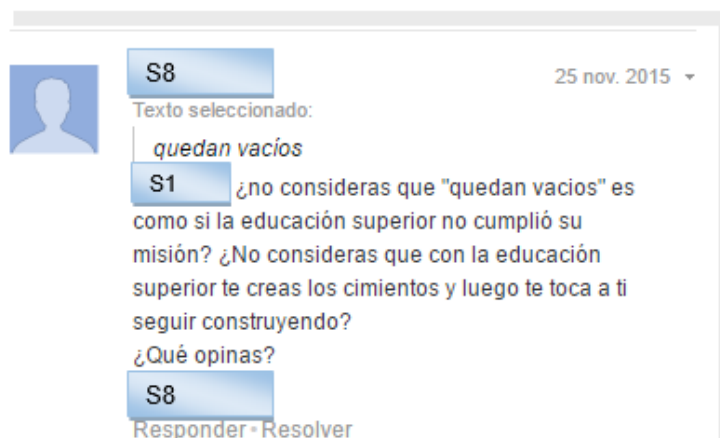 S8
25 nov. 2015
Texto seleccionado:
quedan vacíos
S1 ¿no consideras que "quedan vacios" es
como si la educación superior no cumplió su
misión? ¿No consideras que con la educación
superior te creas los cimientos y luego te toca a ti
seguir construyendo?
¿Qué opinas?
S8
Responder • Resolver